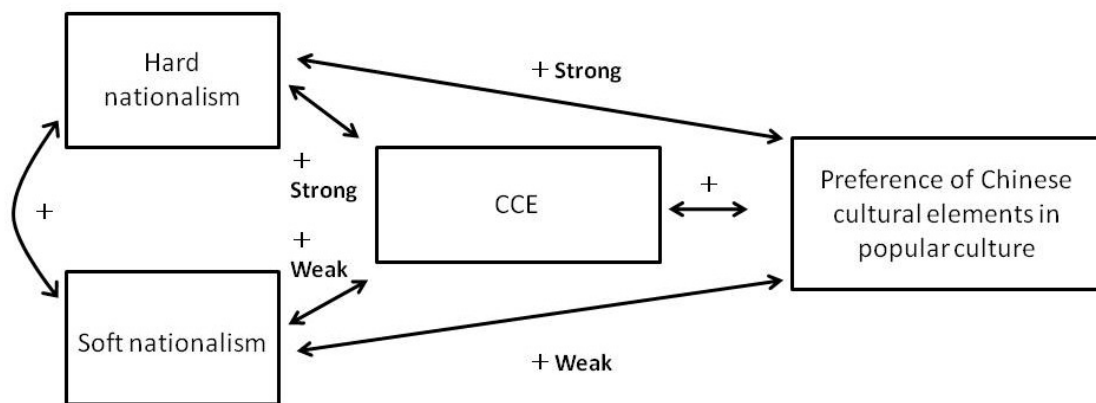 Hard
nationalism
+ Strong
+
Strong
CCE
+
Preference of Chinese
cultural elements in
popular culture
+
+
Weak
Soft nationalism
+ Weak